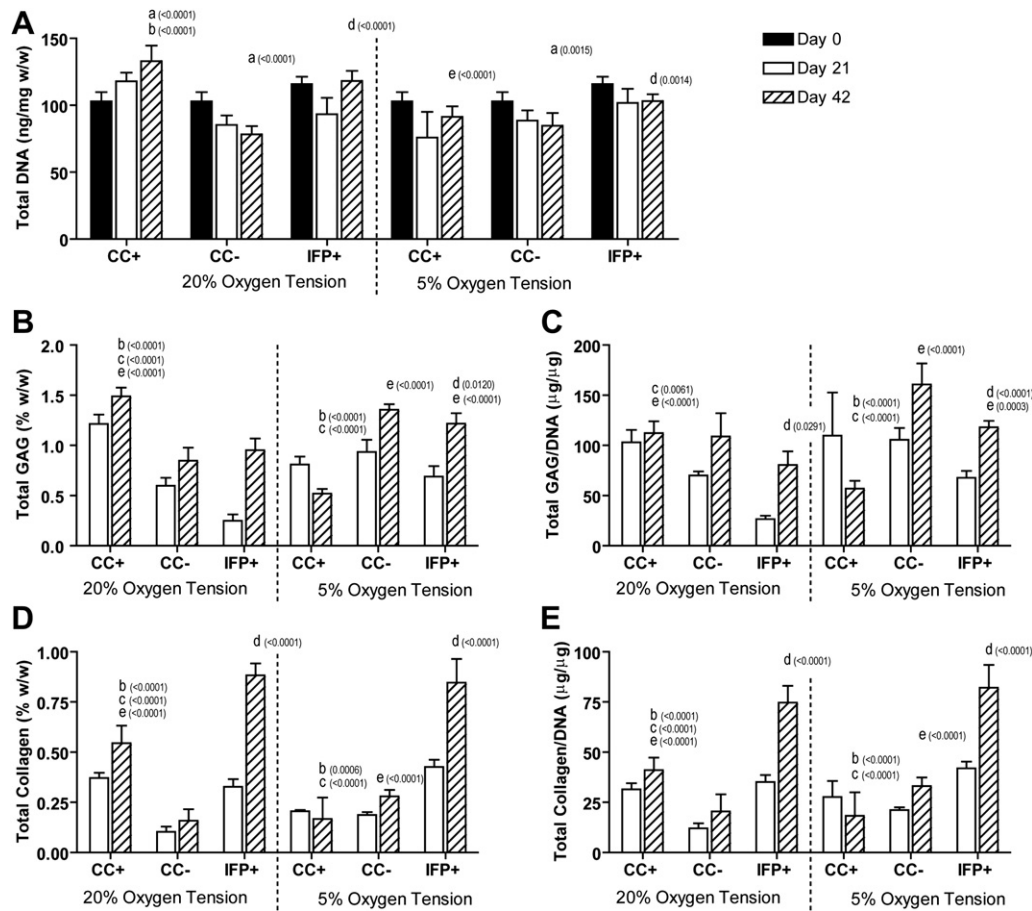 A
Total DNA (ng/mg w/w)
150
100
50
0
a (<0.0001)
b (<0.0001)
a (<0.0001)
d (<0.0001)
e (<0.0001)
a (0.0015)
d (0.0014)
CC+ CC- IFP+ CC+ CC- IFP+
20% Oxygen Tension 5% Oxygen Tension
Day 0
Day 21
Day 42
B
Total GAG (% w/w)
2.0
1.5
1.0
0.5
0.0
b (<0.0001)
c (<0.0001)
e (<0.0001)
b (<0.0001)
c (<0.0001)
e (<0.0001)
d (0.0120)
e (<0.0001)
CC+ CC- IFP+ CC+ CC- IFP+
20% Oxygen Tension 5% Oxygen Tension
C
Total GAG/DNA (µg/µg)
200
150
100
50
0
c (0.0061)
e (<0.0001)
d (0.0291)
b (<0.0001)
c (<0.0001)
e (<0.0001)
d (<0.0001)
e (0.0003)
CC+ CC- IFP+ CC+ CC- IFP+
20% Oxygen Tension 5% Oxygen Tension
D
Total Collagen (% w/w)
1.00
0.75
0.50
0.25
0.00
b (<0.0001)
c (<0.0001)
e (<0.0001)
d (<0.0001)
b (0.0006)
c (<0.0001)
e (<0.0001)
d (<0.0001)
CC+ CC- IFP+ CC+ CC- IFP+
20% Oxygen Tension 5% Oxygen Tension
E
Total Collagen/DNA (µg/µg)
100
75
50
25
0
b (<0.0001)
c (<0.0001)
e (<0.0001)
d (<0.0001)
b (<0.0001)
c (<0.0001)
e (<0.0001)
d (<0.0001)
CC+ CC- IFP+ CC+ CC- IFP+
20% Oxygen Tension 5% Oxygen Tension